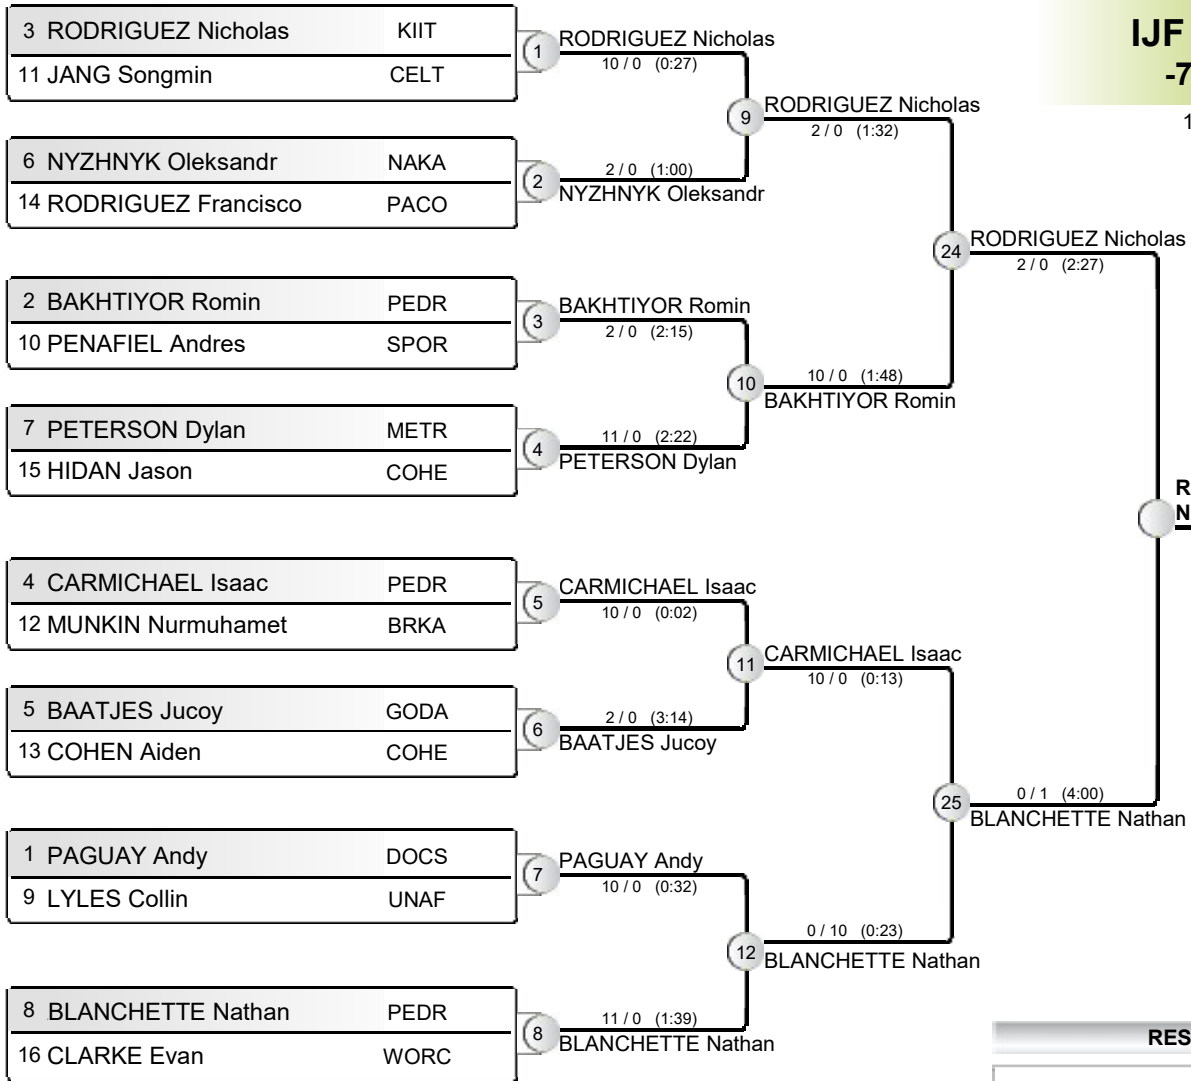 IJF
-7
1
3 RODRIGUEZ Nicholas KIIT
11 JANG Songmin CELT
1
RODRIGUEZ Nicholas
10 / 0 (0:27)
9
RODRIGUEZ Nicholas
2 / 0 (1:32)
6 NYZHNYK Oleksandr NAKA
14 RODRIGUEZ Francisco PACO
2
2 / 0 (1:00)
NYZHNYK Oleksandr
24
RODRIGUEZ Nicholas
2 / 0 (2:27)
2 BAKHTIYOR Romin PEDR
10 PENAFIEL Andres SPOR
3
BAKHTIYOR Romin
2 / 0 (2:15)
10
10 / 0 (1:48)
BAKHTIYOR Romin
7 PETERSON Dylan METR
15 HIDAN Jason COHE
4
11 / 0 (2:22)
PETERSON Dylan
R
N
4 CARMICHAEL Isaac PEDR
12 MUNKIN Nurmuhamet BRKA
5
CARMICHAEL Isaac
10 / 0 (0:02)
11
CARMICHAEL Isaac
10 / 0 (0:13)
5 BAATJES Jucoy GODA
13 COHEN Aiden COHE
6
2 / 0 (3:14)
BAATJES Jucoy
25
0 / 1 (4:00)
BLANCHETTE Nathan
1 PAGUAY Andy DOCS
9 LYLES Collin UNAF
7
PAGUAY Andy
10 / 0 (0:32)
12
0 / 10 (0:23)
BLANCHETTE Nathan
8 BLANCHETTE Nathan PEDR
16 CLARKE Evan WORC
8
11 / 0 (1:39)
BLANCHETTE Nathan
RES